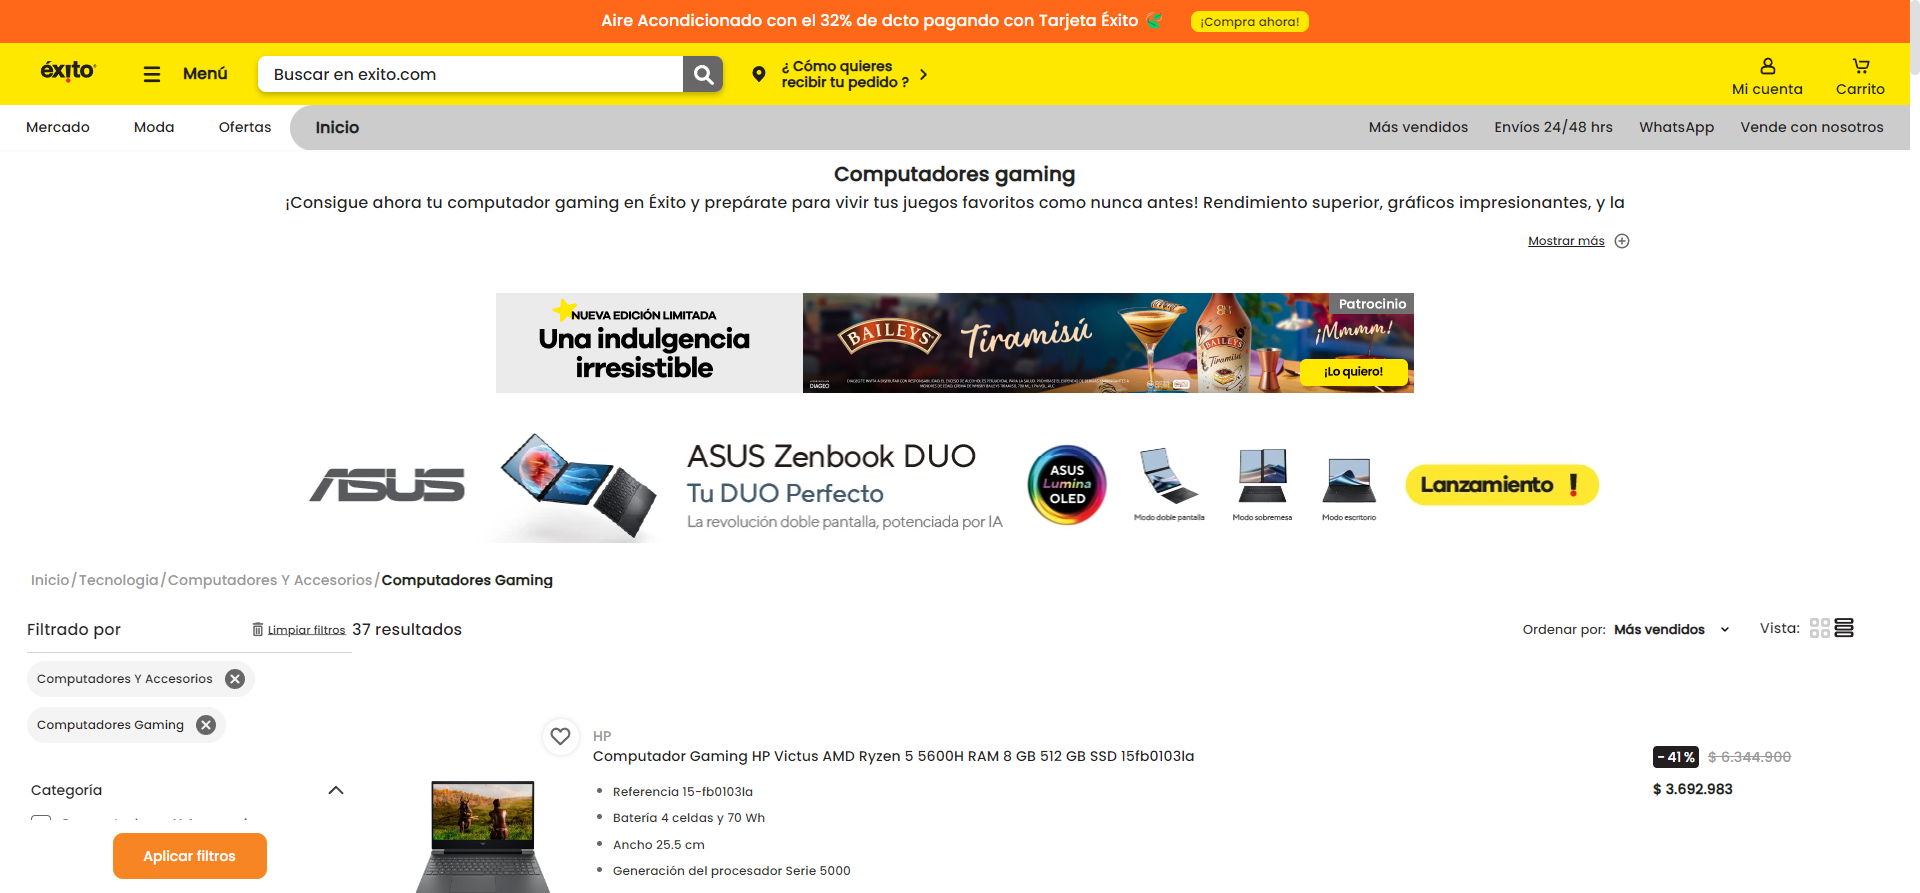 Aire Acondicionado con el 32% de dcto pagando con Tarjeta Éxito
¡Compra ahora!
éxito
Menú
Buscar en exito.com
¿ Cómo quieres
recibir tu pedido ?
Mi cuenta
Carrito
Mercado
Moda
Ofertas
Inicio
Más vendidos
Envíos 24/48 hrs
WhatsApp
Vende con nosotros
Computadores gaming
¡Consigue ahora tu computador gaming en Éxito y prepárate para vivir tus juegos favoritos como nunca antes! Rendimiento superior, gráficos impresionantes, y la
Mostrar más
NUEVA EDICIÓN LIMITADA
Una indulgencia
irresistible
BAILEYS
Tiramisú
Patrocinio
¡Mmmm!
¡Lo quiero!
BAILEYS
Tiramisú
DIAGEO
ASUS
ASUS Zenbook DUO
Tu DUO Perfecto
La revolución doble pantalla, potenciada por IA
ASUS
Lumina
OLED
Modo doble pantalla
Modo sobremesa
Modo escritorio
Lanzamiento !
Inicio/Tecnologia/Computadores Y Accesorios/Computadores Gaming
Filtrado por
Limpiar filtros
37 resultados
Ordenar por: Más vendidos
Vista:
Computadores Y Accesorios
Computadores Gaming
Categoría
Aplicar filtros
HP
Computador Gaming HP Victus AMD Ryzen 5 5600H RAM 8 GB 512 GB SSD 15fb0103la
Referencia 15-fb0103la
Batería 4 celdas y 70 Wh
Ancho 25.5 cm
Generación del procesador Serie 5000
- 41 %
$ 6.344.900
$ 3.692.983